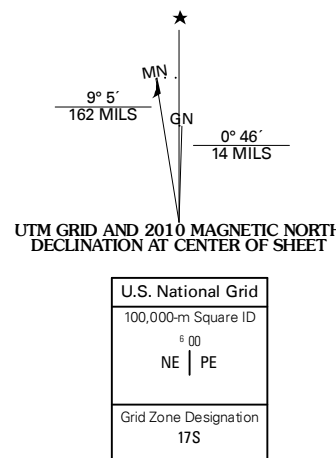 MN
9° 5´
162 MILS
GN
0° 46´
14 MILS
UTM GRID AND 2010 MAGNETIC NORTH
DECLINATION AT CENTER OF SHEET
U.S. National Grid
100,000-m Square ID
6 00
NE | PE
Grid Zone Designation
17S